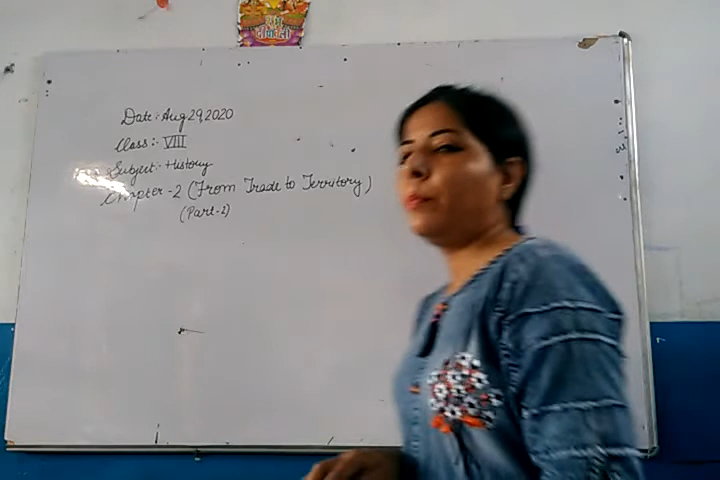 Date:- Aug 29, 2020
Class:- VIII
Subject:- History
Chapter-2 (From Trade to Territory)
(Part-2)